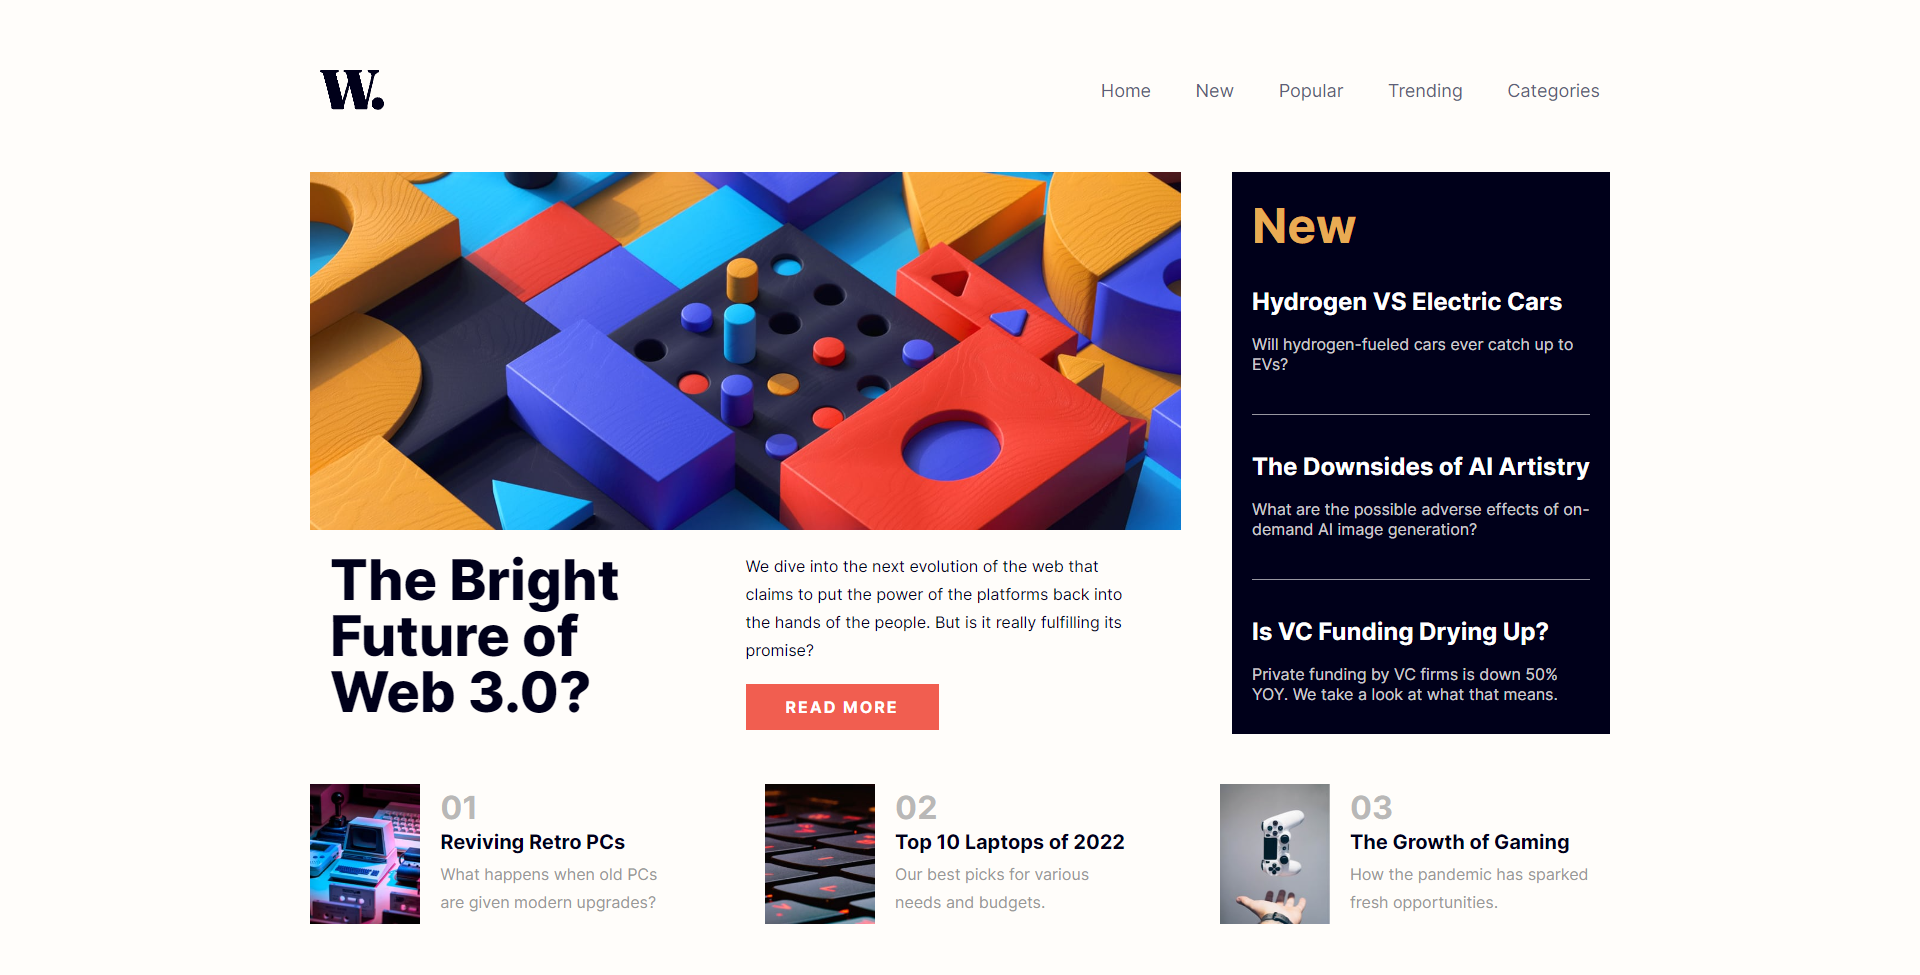 W.
Home New Popular Trending Categories
The Bright
Future of
Web 3.0?
We dive into the next evolution of the web that
claims to put the power of the platforms back into
the hands of the people. But is it really fulfilling its
promise?
READ MORE
New
Hydrogen VS Electric Cars
Will hydrogen-fueled cars ever catch up to
EVs?
The Downsides of AI Artistry
What are the possible adverse effects of on-
demand AI image generation?
Is VC Funding Drying Up?
Private funding by VC firms is down 50%
YOY. We take a look at what that means.
01
Reviving Retro PCs
What happens when old PCs
are given modern upgrades?
02
Top 10 Laptops of 2022
Our best picks for various
needs and budgets.
03
The Growth of Gaming
How the pandemic has sparked
fresh opportunities.